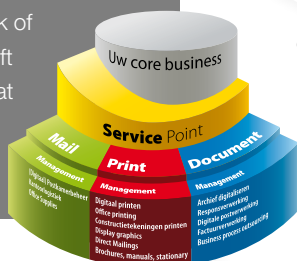 k of
ft
at
Uw core business
Service Point
Mail
Management
(Digitaal) Postkamerbeheer
Kantoorlogistiek
Office Supplies
Print
Management
Digitaal printen
Office printing
Constructietekeningen printen
Display graphics
Direct Mailings
Brochures, manuals, stationary
Document
Management
Archief digitaliseren
Responsverwerking
Digitale postverwerking
Factuurverwerking
Business process outsourcing